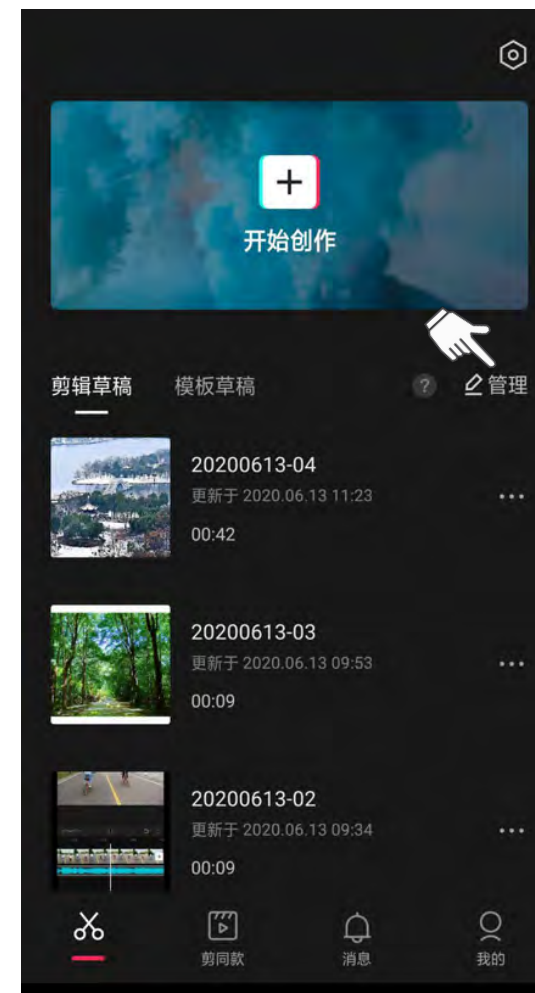 开始创作
剪辑草稿 模板草稿 ? 管理
20200613-04
更新于 2020.06.13 11:23
00:42
20200613-03
更新于 2020.06.13 09:53
00:09
20200613-02
更新于 2020.06.13 09:34
00:09
剪同款 消息 我的